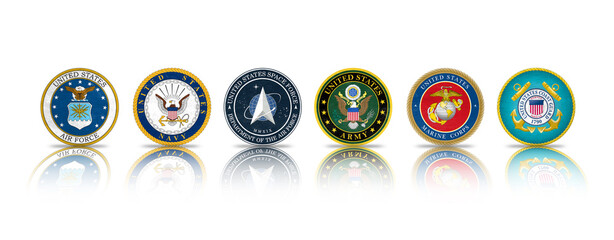 UNITED STATES
AIR FORCE
UNITED STATES
NAVY
UNITED STATES SPACE FORCE
MMXIX
DEPARTMENT OF THE AIR FORCE
UNITED STATES
ARMY
UNITED STATES
MARINE CORPS
UNITED STATES COAST GUARD
1790